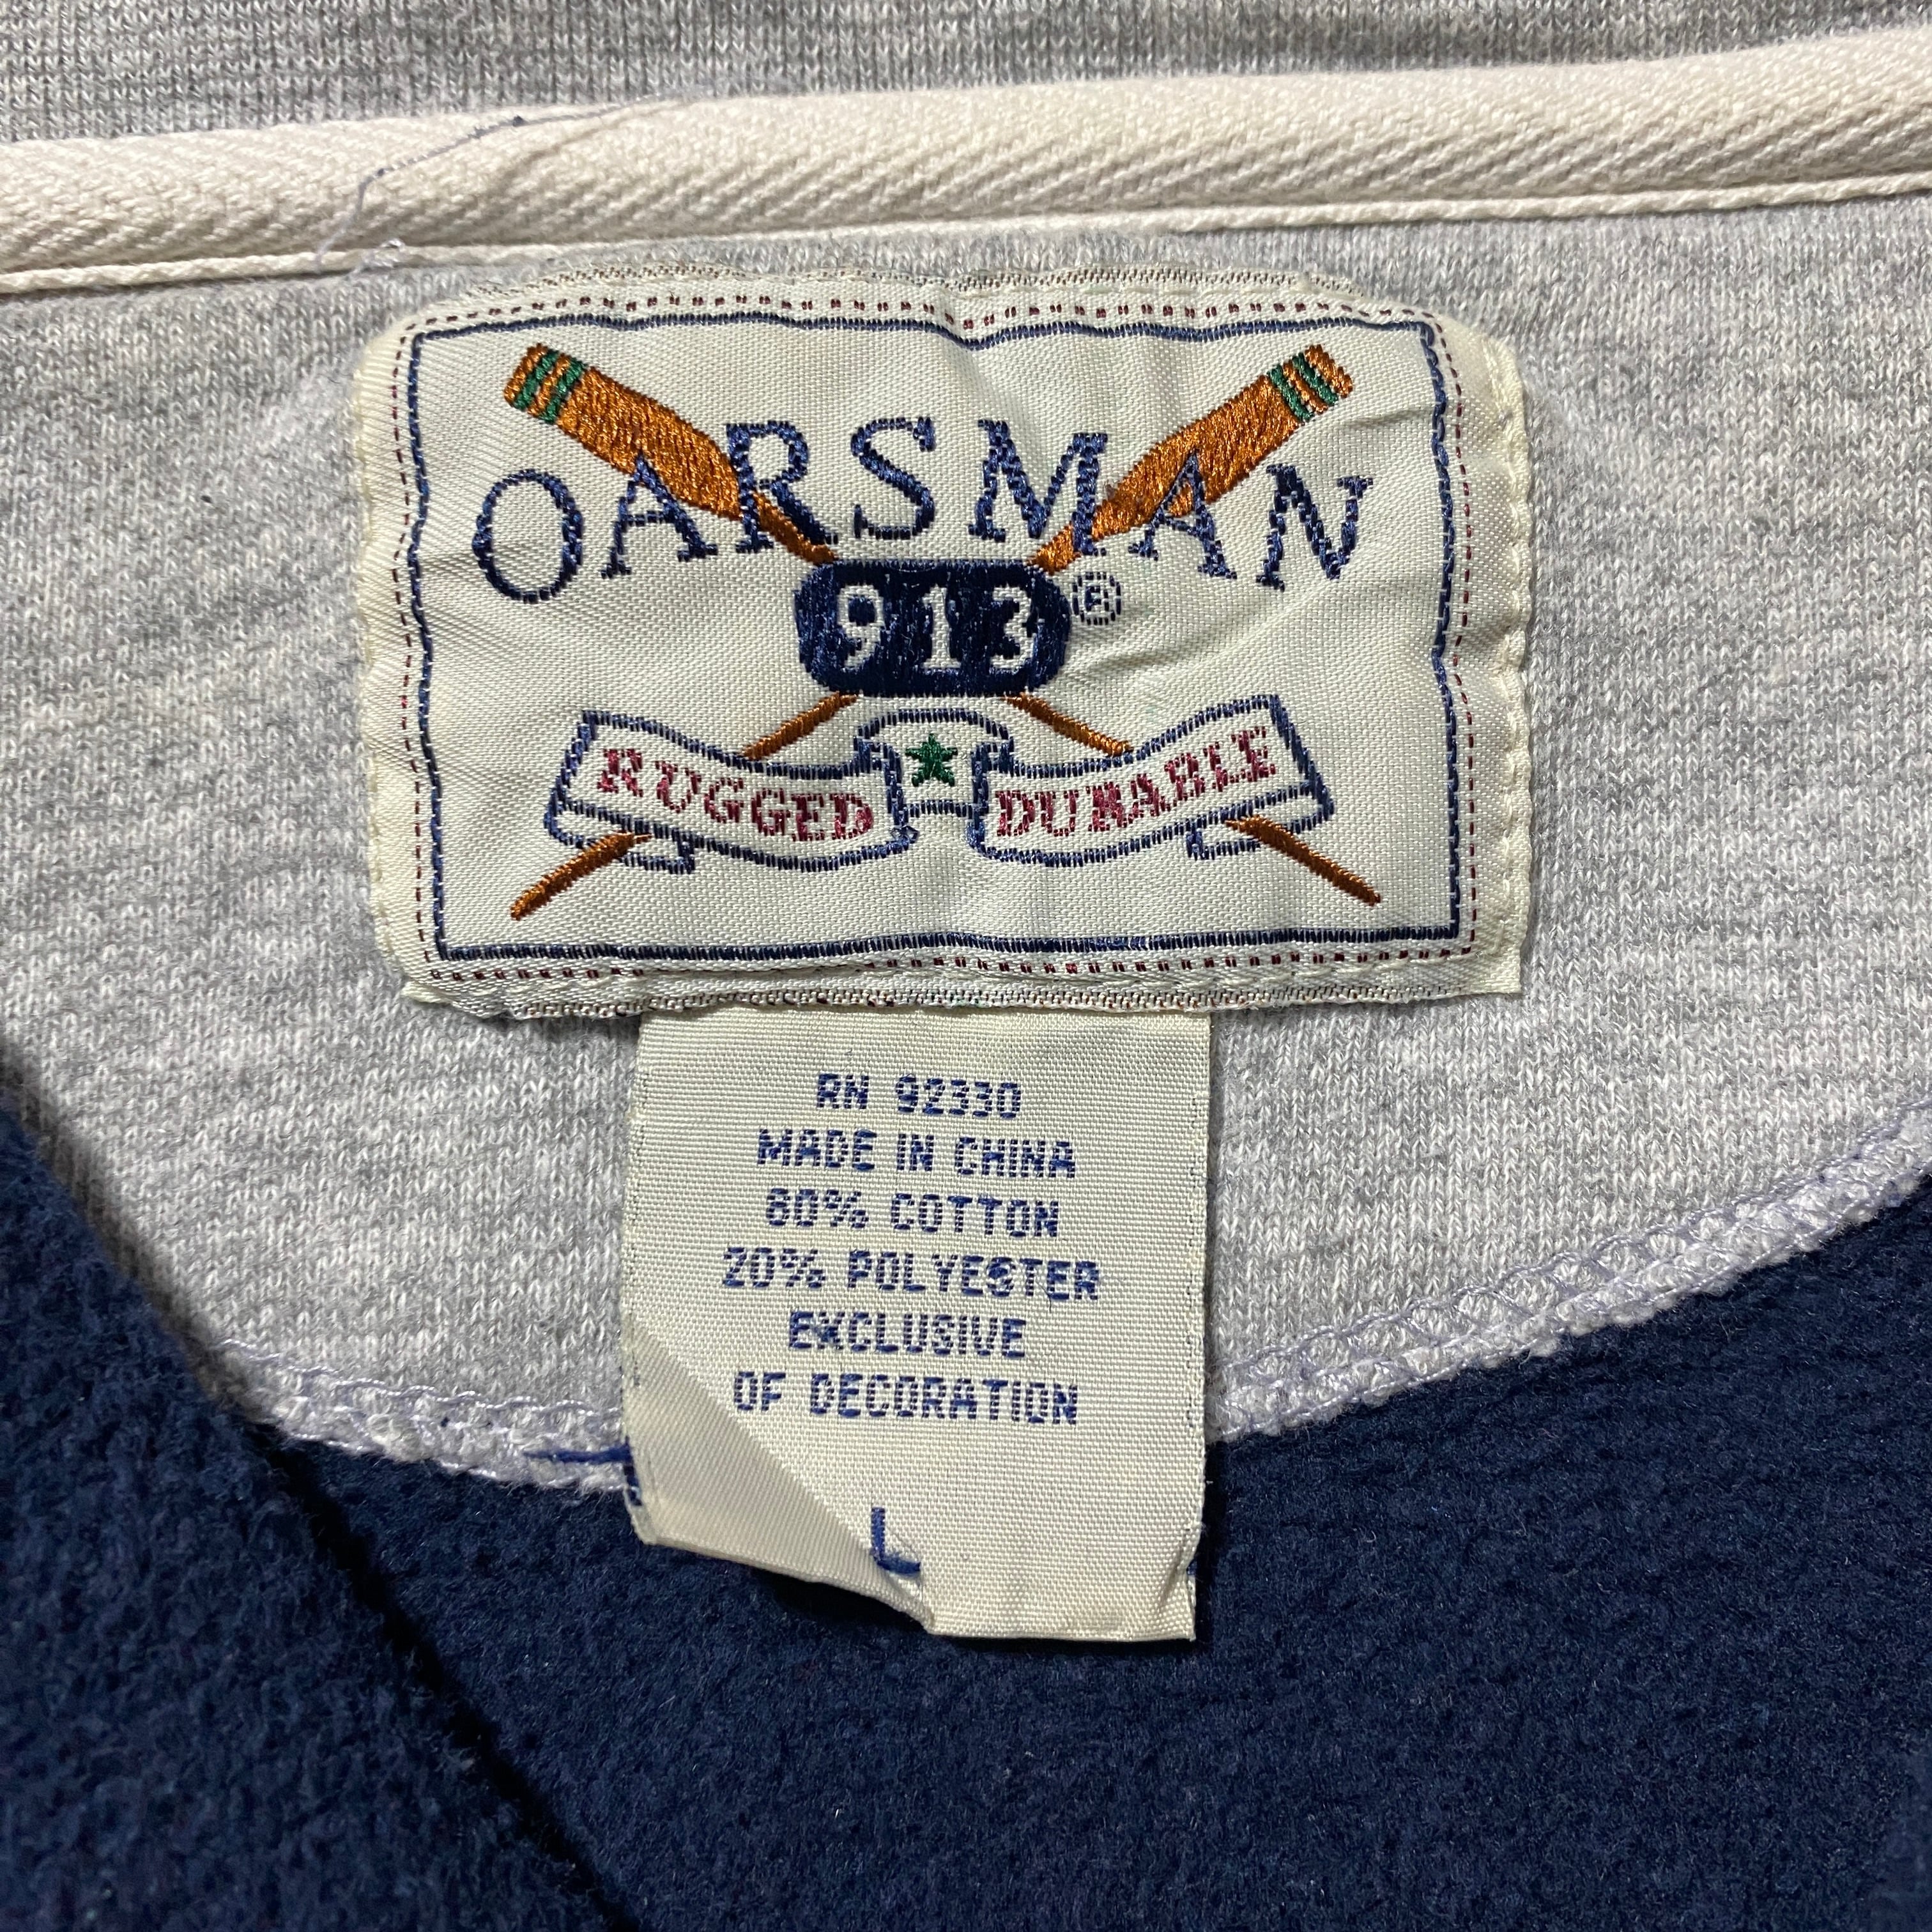 OARSMAN
913®
RUGGED DURABLE
RN 92330
MADE IN CHINA
80% COTTON
20% POLYESTER
EXCLUSIVE
OF DECORATION
L